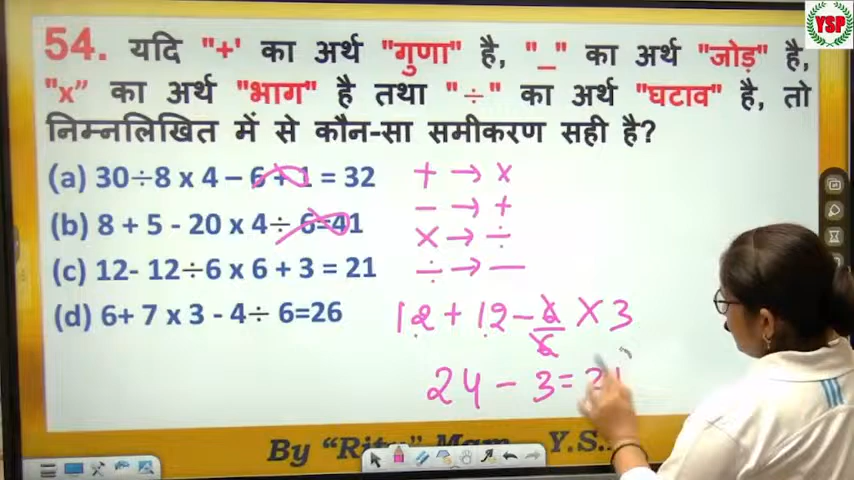 YSP
54. यदि "+' का अर्थ "गुणा" है, "_" का अर्थ "जोड़" है,
"x” का अर्थ "भाग" है तथा "÷" का अर्थ "घटाव" है, तो
निम्नलिखित में से कौन-सा समीकरण सही है?
(a) 30÷8 x 4 – 6 + 1 = 32
(b) 8 + 5 - 20 x 4÷ 6=41
(c) 12- 12÷6 x 6 + 3 = 21
(d) 6+ 7 x 3 - 4÷ 6=26
+ → ×
− → +
× → ÷
÷ → −
12 + 12 − 6/6 × 3
24 − 3 = 21
By “Ritu” Mam Y.S.